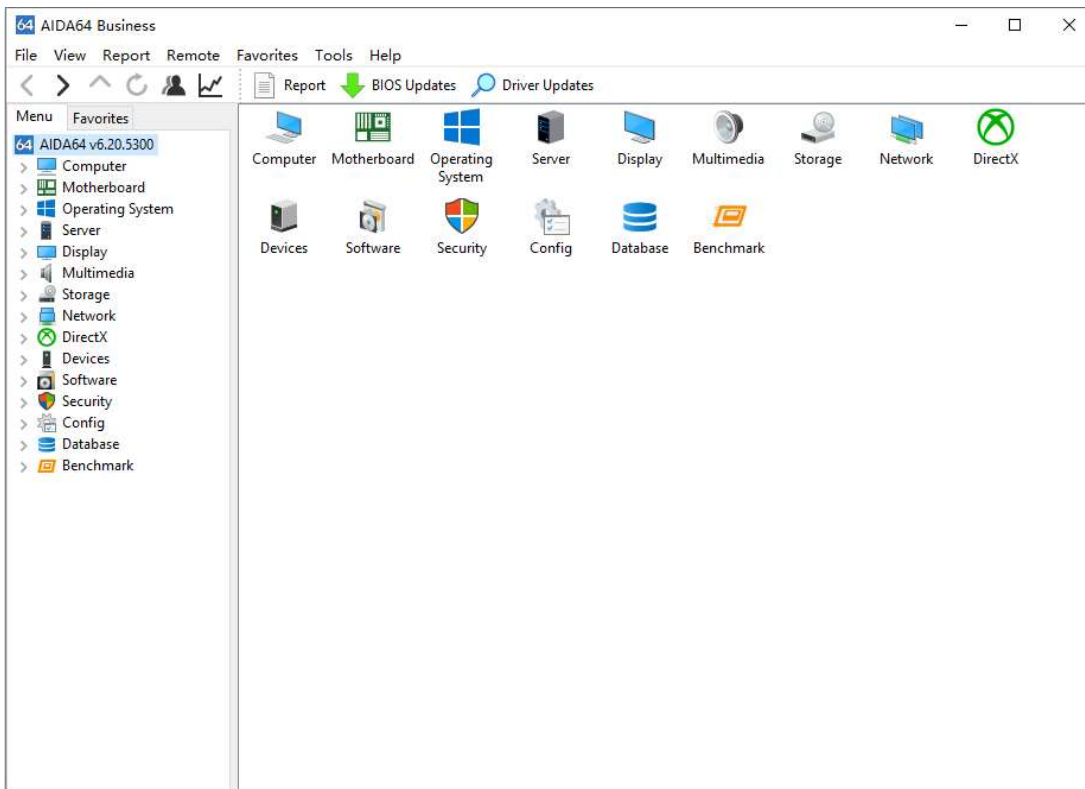 64 AIDA64 Business
File View Report Remote Favorites Tools Help
Report BIOS Updates Driver Updates
Menu Favorites
64 AIDA64 v6.20.5300
Computer
Motherboard
Operating System
Server
Display
Multimedia
Storage
Network
DirectX
Devices
Software
Security
Config
Database
Benchmark
Computer Motherboard Operating System Server Display Multimedia Storage Network DirectX
Devices Software Security Config Database Benchmark